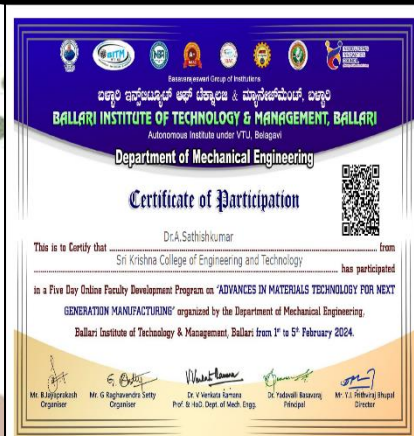 Basavarajeswari Group of Institutions
ಬಳ್ಳಾರಿ ಇನ್ಸ್ಟಿಟ್ಯೂಟ್ ಆಫ್ ಟೆಕ್ನಾಲಜಿ & ಮ್ಯಾನೇಜ್‌ಮೆಂಟ್, ಬಳ್ಳಾರಿ
BALLARI INSTITUTE OF TECHNOLOGY & MANAGEMENT, BALLARI
Autonomous Institute under VTU, Belagavi
Department of Mechanical Engineering
Certificate of Participation
Dr.A.Sathishkumar
This is to Certify that from
Sri Krishna College of Engineering and Technology
has participated
in a Five Day Online Faculty Development Program on 'ADVANCES IN MATERIALS TECHNOLOGY FOR NEXT
GENERATION MANUFACTURING' organized by the Department of Mechanical Engineering,
Ballari Institute of Technology & Management, Ballari from 1st to 5th February 2024.
Mr. G Raghavendra Setty Dr. V Venkata Ramana Dr. Yadavalli Basavaraj Mr. Y.J. Prithviraj Bhupal
Organiser Organiser Prof. & HoD. Dept. of Mech. Engg. Principal Director